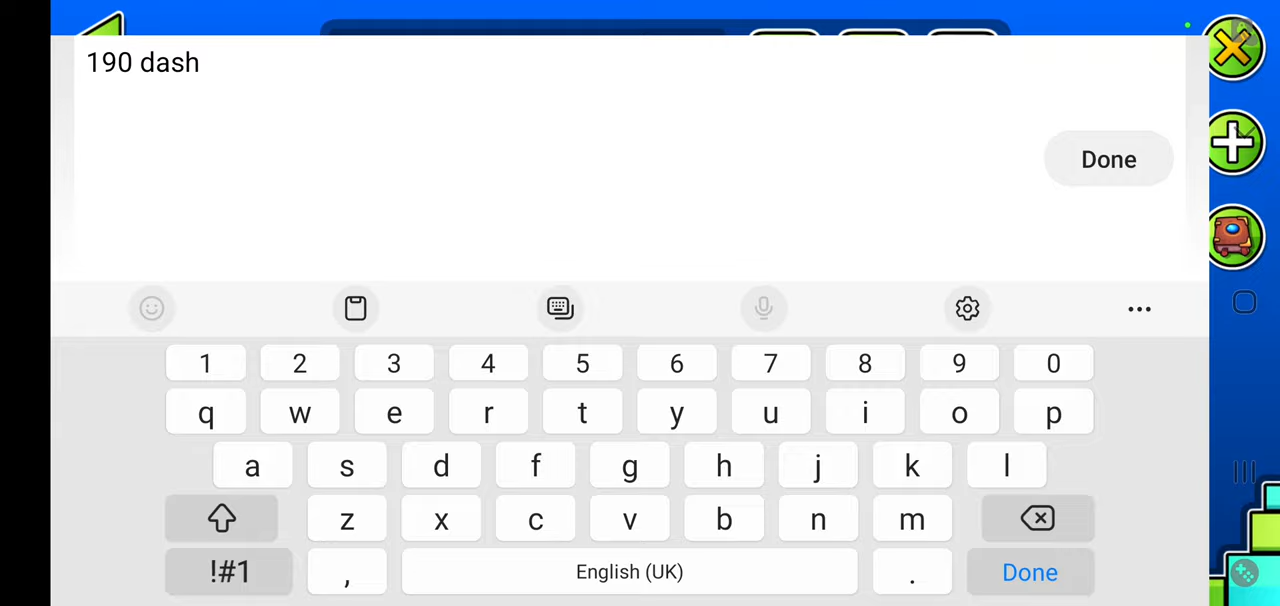 190 dash
Done
1 2 3 4 5 6 7 8 9 0
q w e r t y u i o p
a s d f g h j k l
z x c v b n m
!#1 , English (UK) . Done